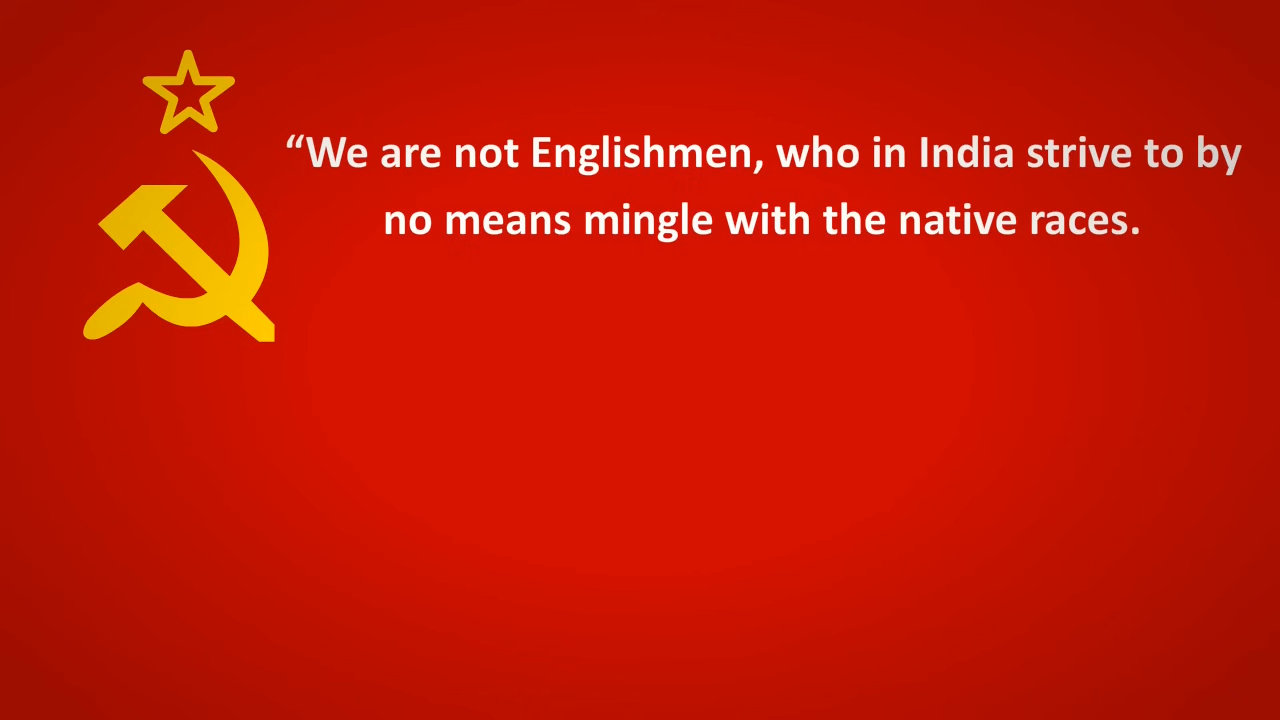 “We are not Englishmen, who in India strive to by
no means mingle with the native races.